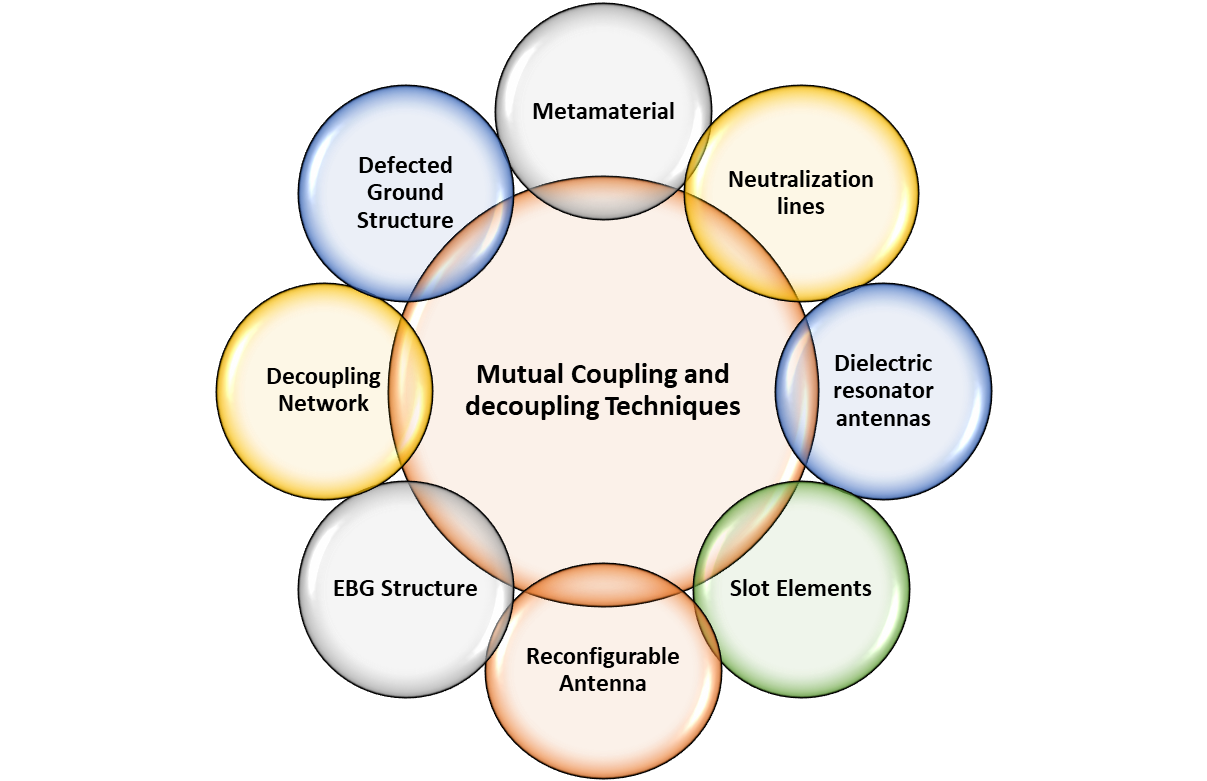 Metamaterial
Defected
Ground
Structure
Neutralization
lines
Decoupling
Network
Mutual Coupling and
decoupling Techniques
Dielectric
resonator
antennas
EBG Structure
Slot Elements
Reconfigurable
Antenna